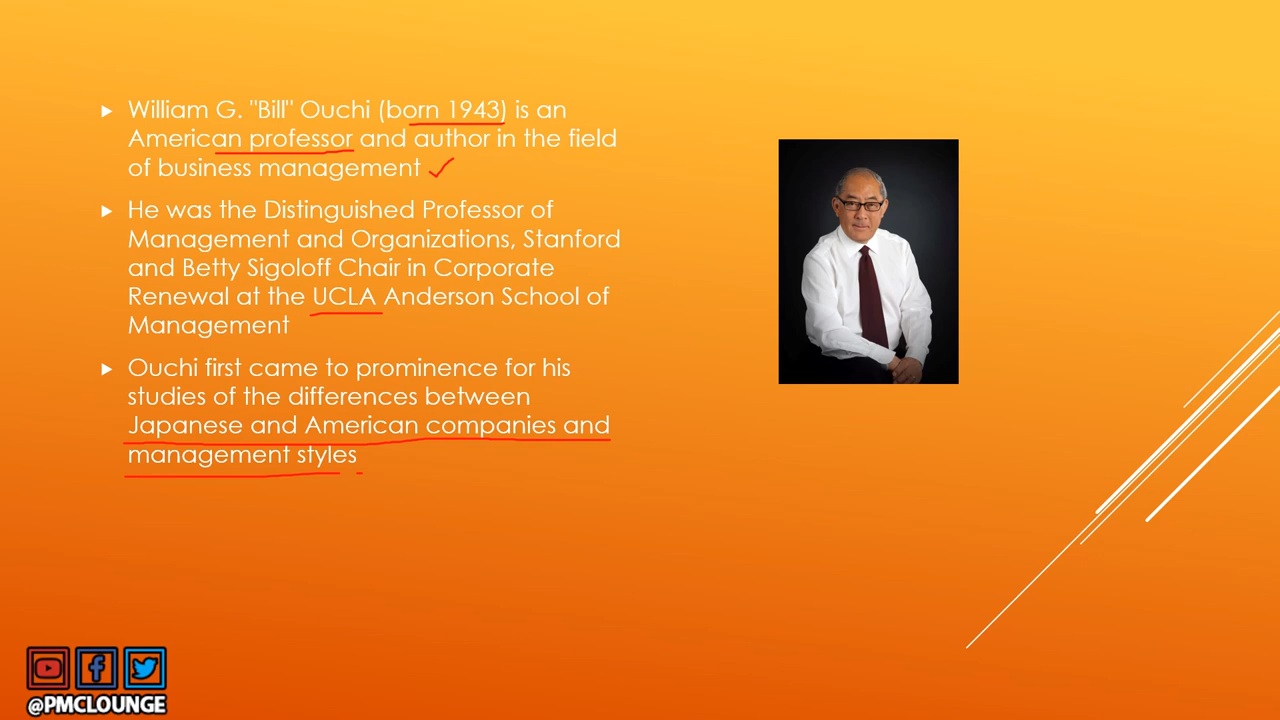 William G. "Bill" Ouchi (born 1943) is an
American professor and author in the field
of business management
He was the Distinguished Professor of
Management and Organizations, Stanford
and Betty Sigoloff Chair in Corporate
Renewal at the UCLA Anderson School of
Management
Ouchi first came to prominence for his
studies of the differences between
Japanese and American companies and
management styles
@PMCLOUNGE